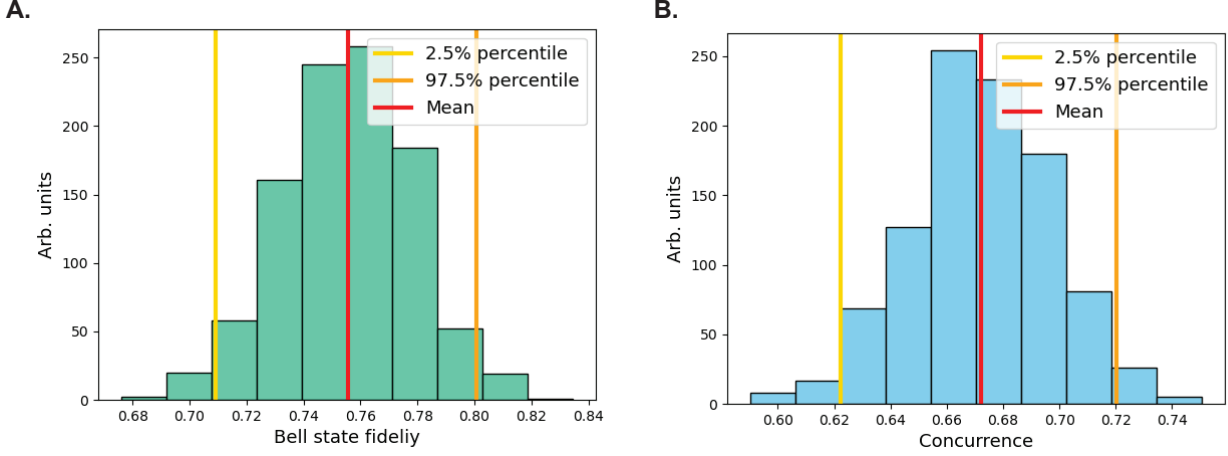 A.
2.5% percentile
97.5% percentile
Mean
250
200
150
100
50
0
Arb. units
0.68 0.70 0.72 0.74 0.76 0.78 0.80 0.82 0.84
Bell state fideliy
B.
2.5% percentile
97.5% percentile
Mean
250
200
150
100
50
0
Arb. units
0.60 0.62 0.64 0.66 0.68 0.70 0.72 0.74
Concurrence